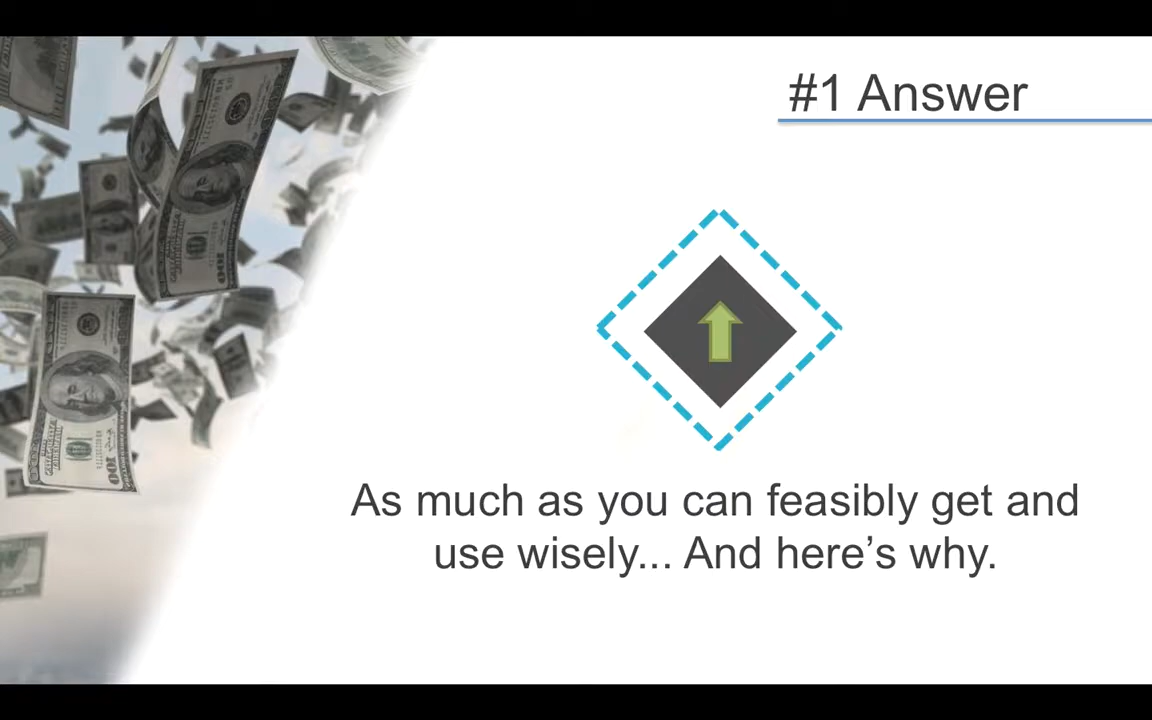 #1 Answer
As much as you can feasibly get and
use wisely... And here’s why.